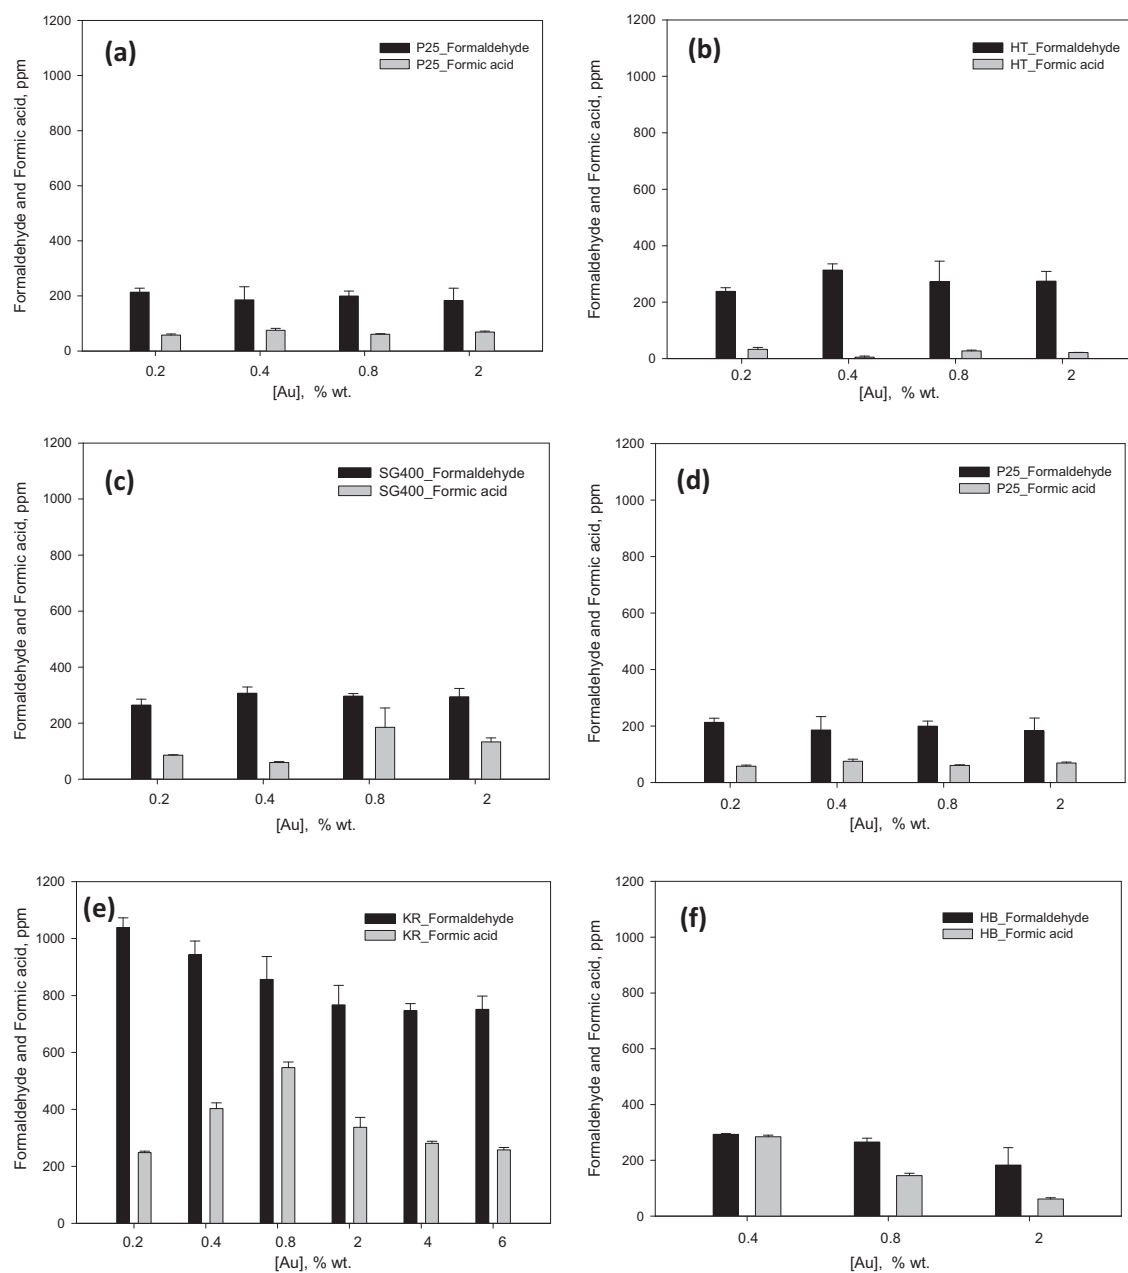 (a)
P25_Formaldehyde
P25_Formic acid
Formaldehyde and Formic acid, ppm
1200
1000
800
600
400
200
0
0.2 0.4 0.8 2
[Au], % wt.
(b)
HT_Formaldehyde
HT_Formic acid
Formaldehyde and Formic acid, ppm
1200
1000
800
600
400
200
0
0.2 0.4 0.8 2
[Au], % wt.
(c)
SG400_Formaldehyde
SG400_Formic acid
Formaldehyde and Formic acid, ppm
1200
1000
800
600
400
200
0
0.2 0.4 0.8 2
[Au], % wt.
(d)
P25_Formaldehyde
P25_Formic acid
Formaldehyde and Formic acid, ppm
1200
1000
800
600
400
200
0
0.2 0.4 0.8 2
[Au], % wt.
(e)
KR_Formaldehyde
KR_Formic acid
Formaldehyde and Formic acid, ppm
1200
1000
800
600
400
200
0
0.2 0.4 0.8 2 4 6
[Au], % wt.
(f)
HB_Formaldehyde
HB_Formic acid
Formaldehyde and Formic acid, ppm
1200
1000
800
600
400
200
0
0.4 0.8 2
[Au], % wt.